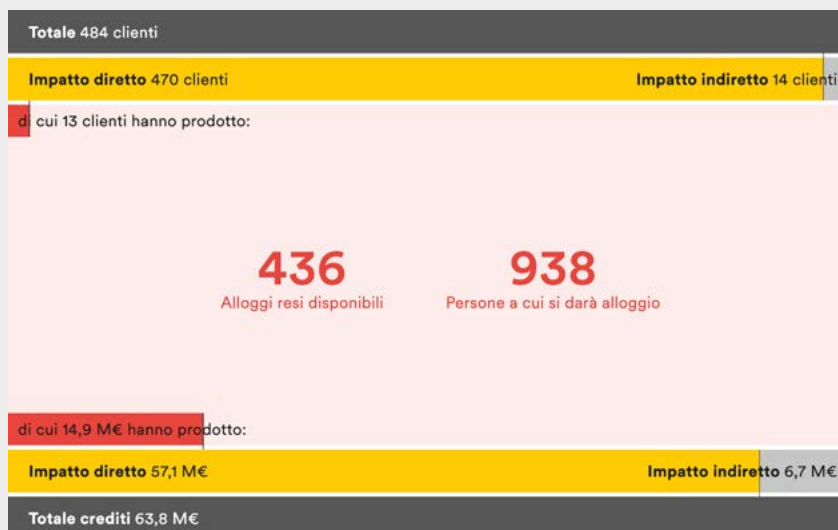 Totale 484 clienti
Impatto diretto 470 clienti
Impatto indiretto 14 clienti
di cui 13 clienti hanno prodotto:
436
Alloggi resi disponibili
938
Persone a cui si darà alloggio
di cui 14,9 M€ hanno prodotto:
Impatto diretto 57,1 M€
Impatto indiretto 6,7 M€
Totale crediti 63,8 M€